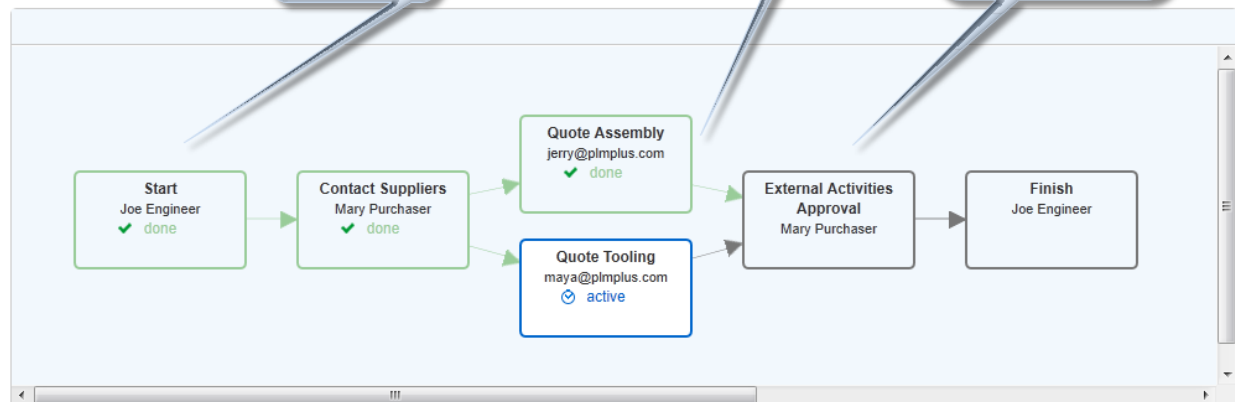 Start
Joe Engineer
done
Contact Suppliers
Mary Purchaser
done
Quote Assembly
jerry@plmplus.com
done
Quote Tooling
maya@plmplus.com
active
External Activities
Approval
Mary Purchaser
Finish
Joe Engineer